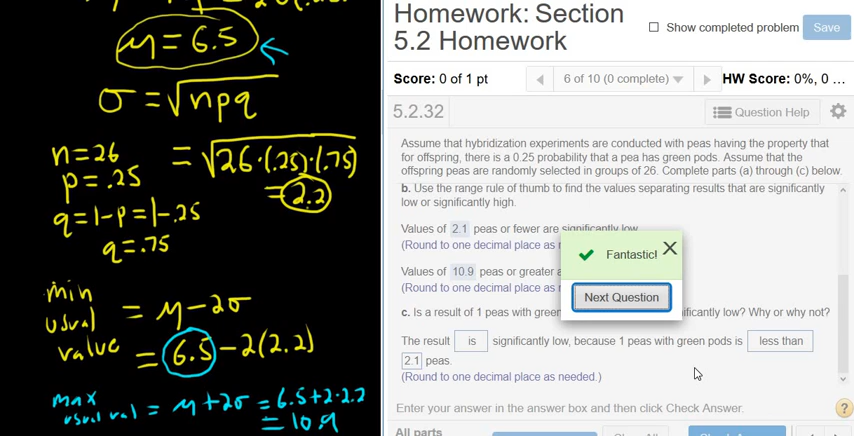 μ = 6.5
σ = √npq
n = 26
p = .25
q = 1-p = 1-.25
q = .75
= √26·(.25)·(.75)
= 2.2
min
usual
value
= μ - 2σ
= 6.5 - 2(2.2)
max
usual val = μ + 2σ = 6.5 + 2·2.2
= 10.9
Homework: Section
5.2 Homework
Show completed problem
Save
Score: 0 of 1 pt
6 of 10 (0 complete)
HW Score: 0%, 0 ...
5.2.32
Question Help
Assume that hybridization experiments are conducted with peas having the property that
for offspring, there is a 0.25 probability that a pea has green pods. Assume that the
offspring peas are randomly selected in groups of 26. Complete parts (a) through (c) below.
b. Use the range rule of thumb to find the values separating results that are significantly
low or significantly high.
Values of 2.1 peas or fewer are significantly low.
(Round to one decimal place as
Values of 10.9 peas or greater
(Round to one decimal place as
Fantastic!
Next Question
c. Is a result of 1 peas with green
significantly low? Why or why not?
The result is significantly low, because 1 peas with green pods is less than
2.1 peas.
(Round to one decimal place as needed.)
Enter your answer in the answer box and then click Check Answer.
?
All parts